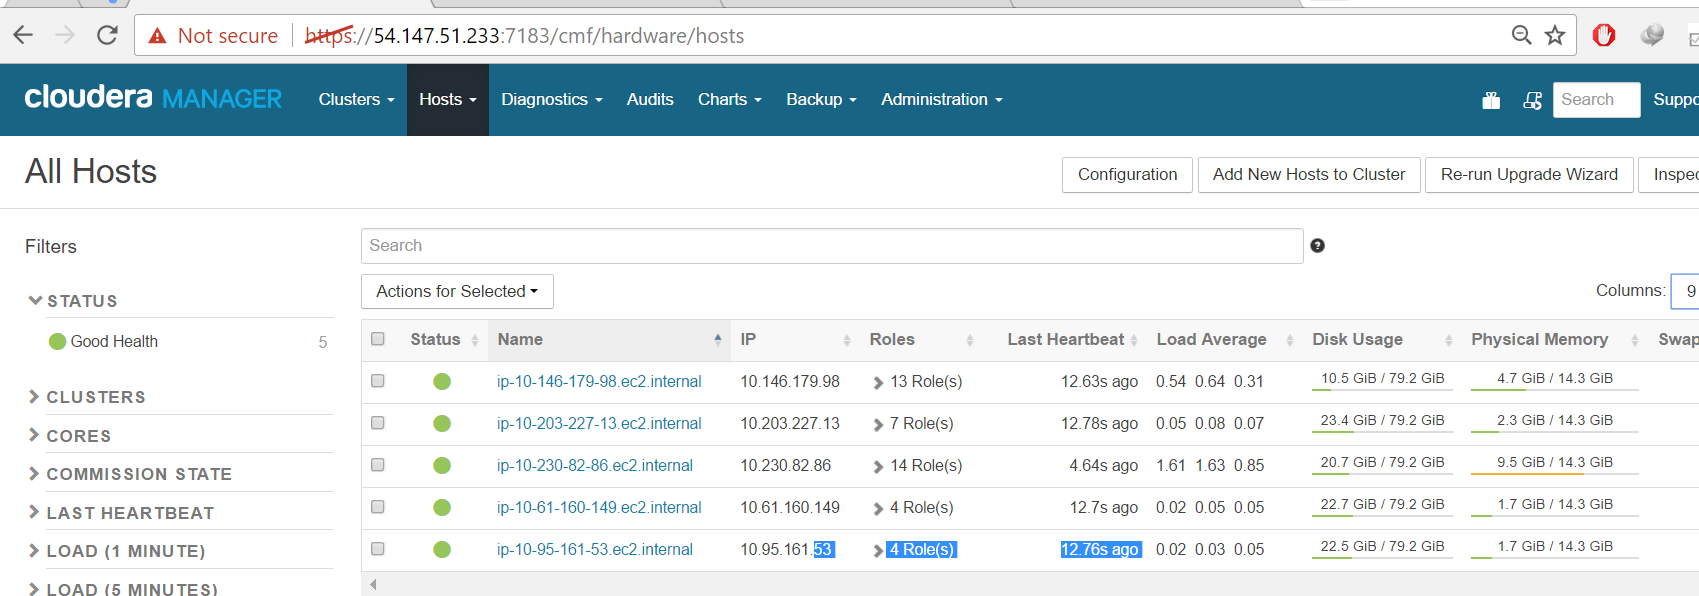 Not secure https://54.147.51.233:7183/cmf/hardware/hosts
cloudera MANAGER Clusters Hosts Diagnostics Audits Charts Backup Administration Search Suppo
All Hosts Configuration Add New Hosts to Cluster Re-run Upgrade Wizard Inspec
Filters Search
Actions for Selected Columns: 9
STATUS
Good Health 5
CLUSTERS
CORES
COMMISSION STATE
LAST HEARTBEAT
LOAD (1 MINUTE)
LOAD (5 MINUTES)
Status Name IP Roles Last Heartbeat Load Average Disk Usage Physical Memory Swap
ip-10-146-179-98.ec2.internal 10.146.179.98 13 Role(s) 12.63s ago 0.54 0.64 0.31 10.5 GiB / 79.2 GiB 4.7 GiB / 14.3 GiB
ip-10-203-227-13.ec2.internal 10.203.227.13 7 Role(s) 12.78s ago 0.05 0.08 0.07 23.4 GiB / 79.2 GiB 2.3 GiB / 14.3 GiB
ip-10-230-82-86.ec2.internal 10.230.82.86 14 Role(s) 4.64s ago 1.61 1.63 0.85 20.7 GiB / 79.2 GiB 9.5 GiB / 14.3 GiB
ip-10-61-160-149.ec2.internal 10.61.160.149 4 Role(s) 12.7s ago 0.02 0.05 0.05 22.7 GiB / 79.2 GiB 1.7 GiB / 14.3 GiB
ip-10-95-161-53.ec2.internal 10.95.161.53 4 Role(s) 12.76s ago 0.02 0.03 0.05 22.5 GiB / 79.2 GiB 1.7 GiB / 14.3 GiB